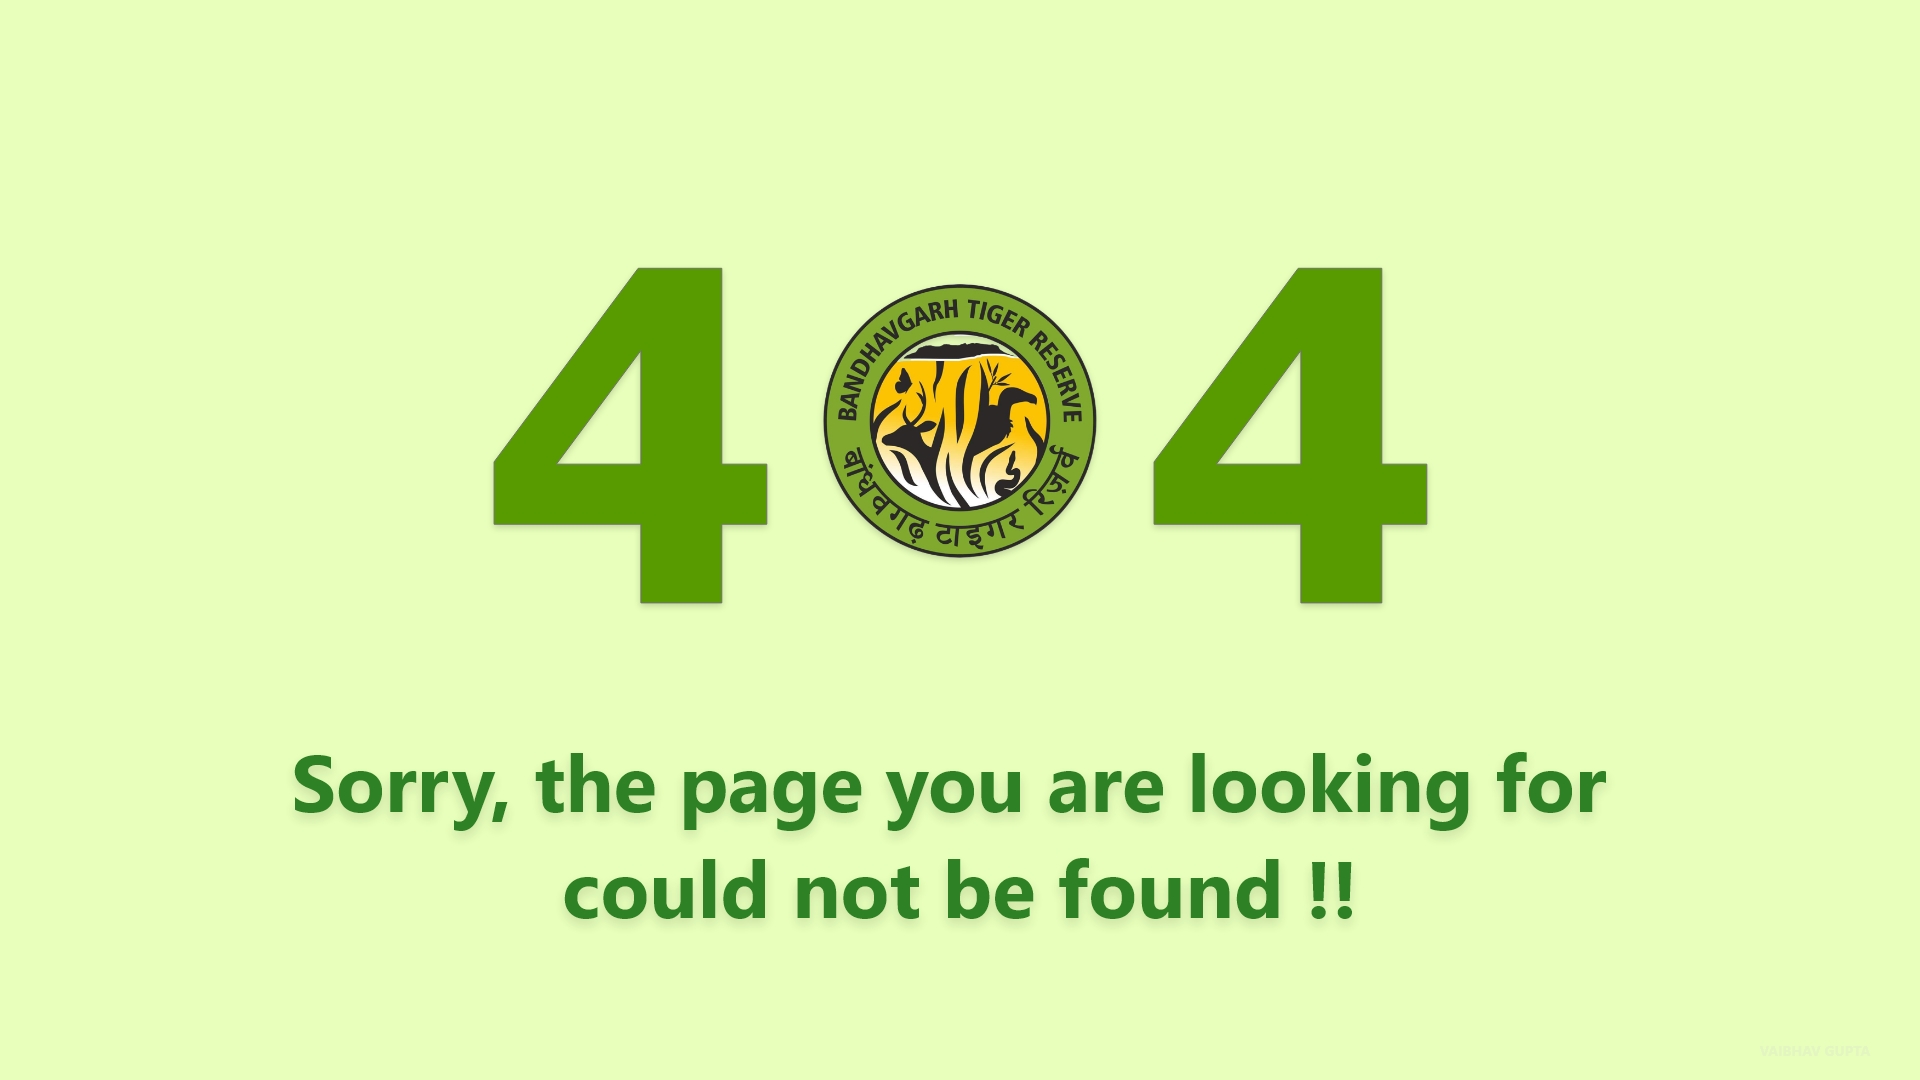 4 4
BANDHAVGARH TIGER RESERVE
बांधवगढ़ टाइगर रिज़र्व
Sorry, the page you are looking for
could not be found !!
VAIBHAV GUPTA